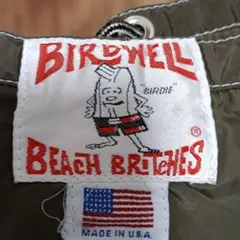 BIRDWELL
"BIRDIE"
®
BEACH BRITCHES
MADE IN U.S.A.